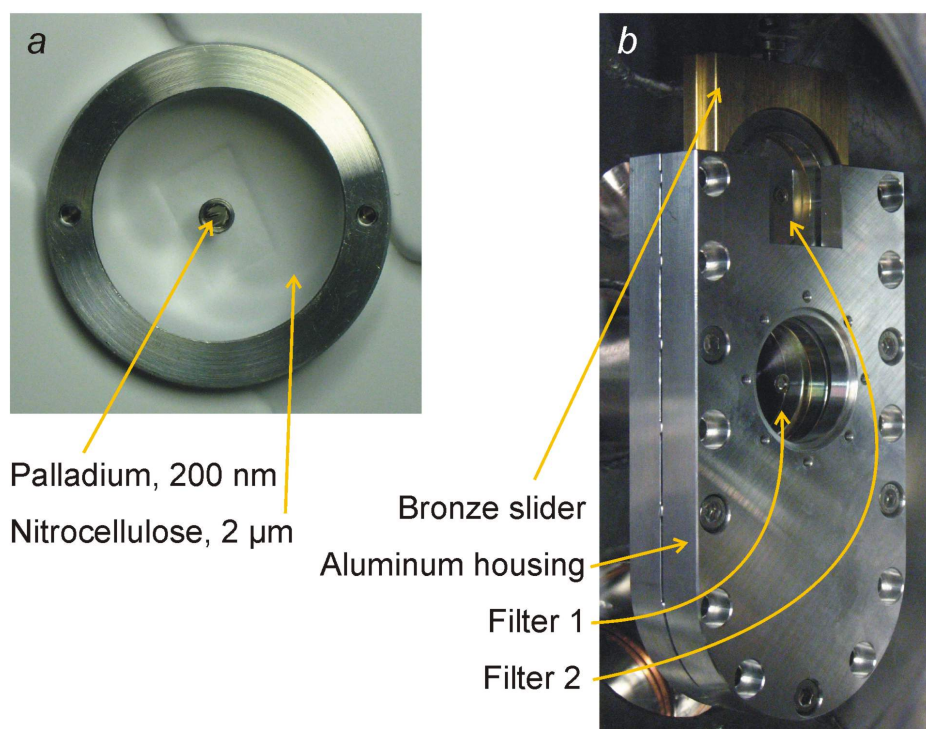 a
Palladium, 200 nm
Nitrocellulose, 2 µm
b
Bronze slider
Aluminum housing
Filter 1
Filter 2